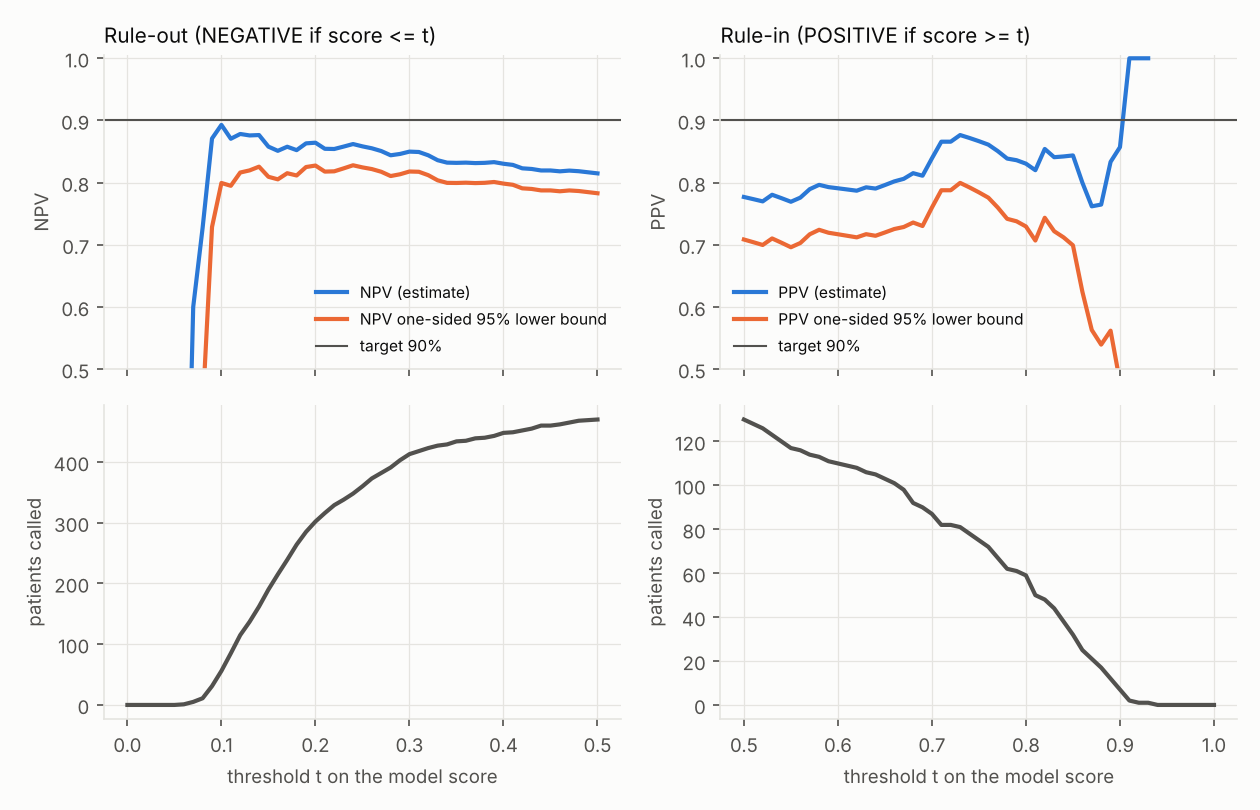 Rule-out (NEGATIVE if score <= t)
1.0
0.9
0.8
0.7
0.6
0.5
NPV
NPV (estimate)
NPV one-sided 95% lower bound
target 90%
Rule-in (POSITIVE if score >= t)
1.0
0.9
0.8
0.7
0.6
0.5
PPV
PPV (estimate)
PPV one-sided 95% lower bound
target 90%
400
300
200
100
0
patients called
0.0 0.1 0.2 0.3 0.4 0.5
threshold t on the model score
120
100
80
60
40
20
0
patients called
0.5 0.6 0.7 0.8 0.9 1.0
threshold t on the model score